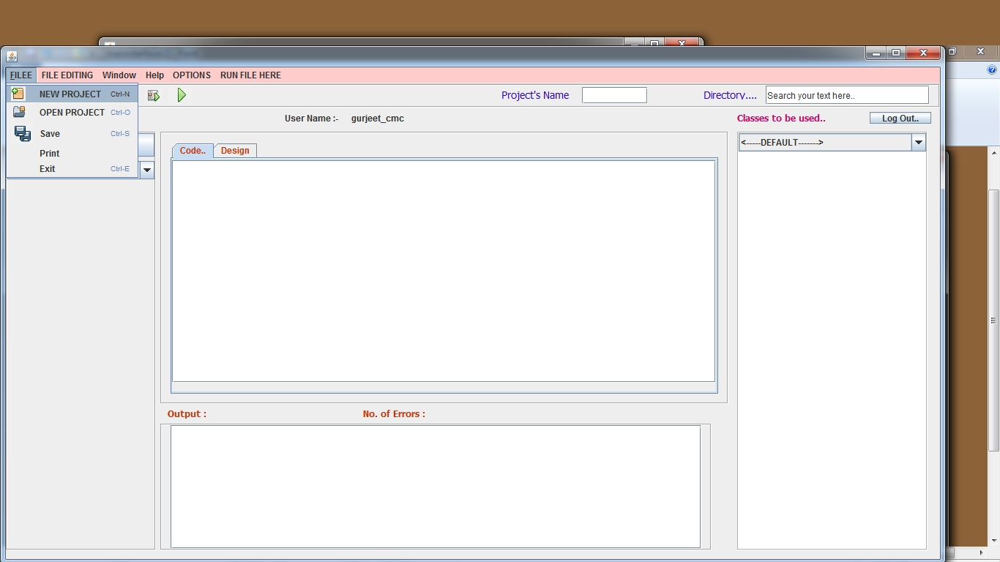 FILEE FILE EDITING Window Help OPTIONS RUN FILE HERE
NEW PROJECT Ctrl-N
OPEN PROJECT Ctrl-O
Save Ctrl-S
Print
Exit Ctrl-E
Project's Name Directory.... Search your text here..
User Name :- gurjeet_cmc Classes to be used.. Log Out..
<-----DEFAULT------->
Code.. Design
Output : No. of Errors :